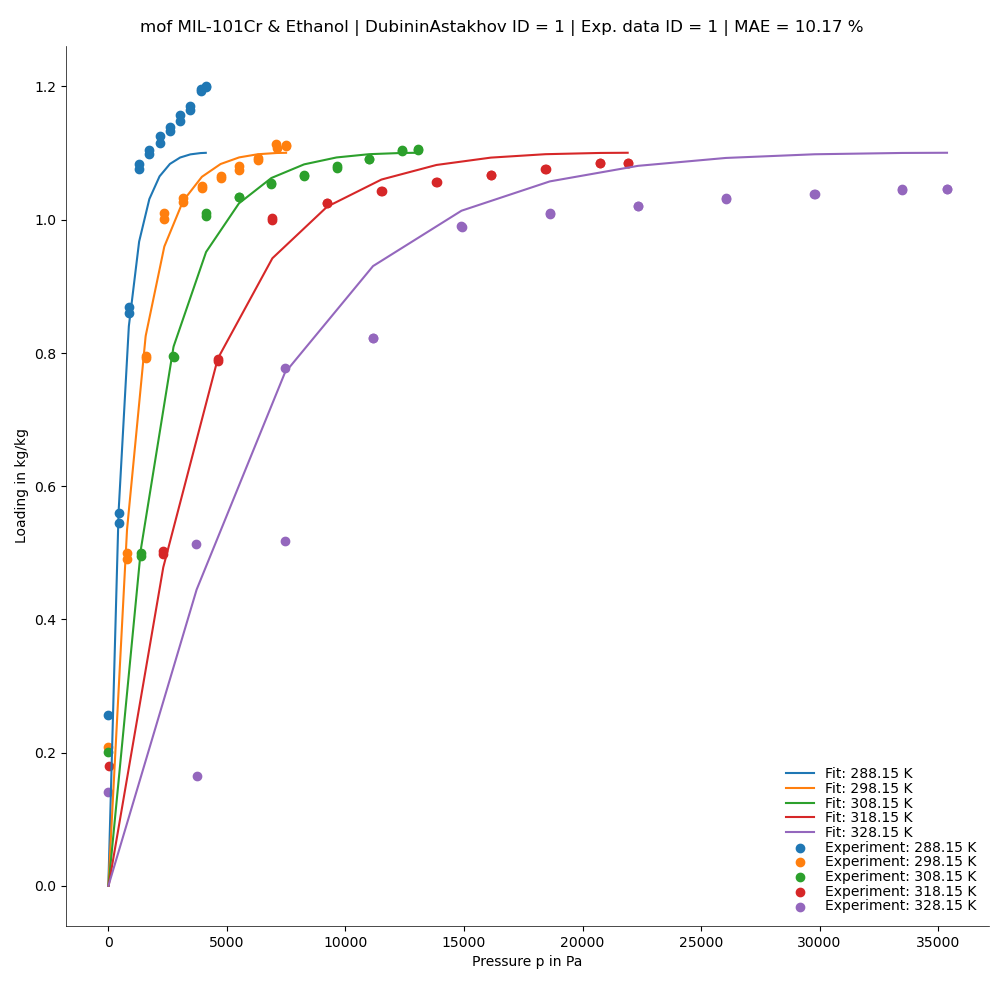 mof MIL-101Cr & Ethanol | DubininAstakhov ID = 1 | Exp. data ID = 1 | MAE = 10.17 %
1.2
1.0
0.8
0.6
0.4
0.2
0.0
Loading in kg/kg
0
5000
10000
15000
20000
25000
30000
35000
Pressure p in Pa
Fit: 288.15 K
Fit: 298.15 K
Fit: 308.15 K
Fit: 318.15 K
Fit: 328.15 K
Experiment: 288.15 K
Experiment: 298.15 K
Experiment: 308.15 K
Experiment: 318.15 K
Experiment: 328.15 K